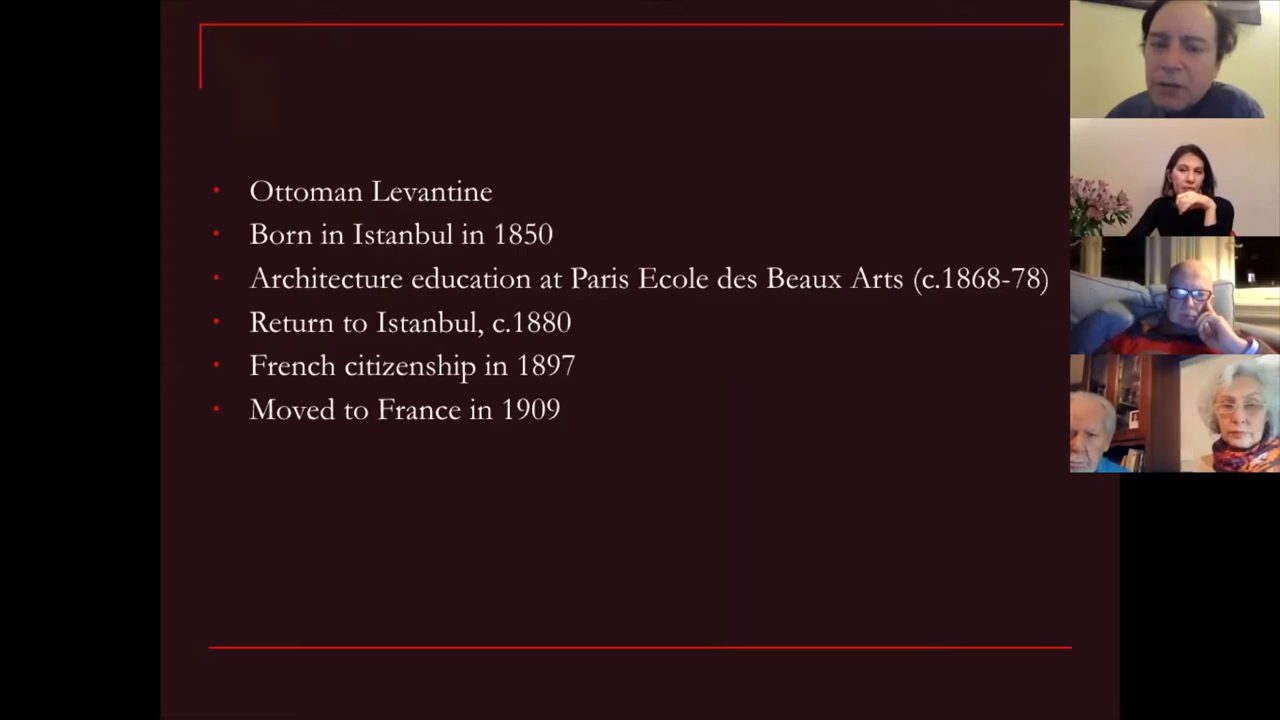 Ottoman Levantine
Born in Istanbul in 1850
Architecture education at Paris Ecole des Beaux Arts (c.1868-78)
Return to Istanbul, c.1880
French citizenship in 1897
Moved to France in 1909